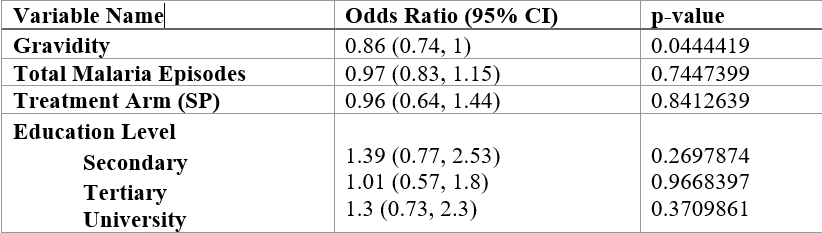 Variable Name Odds Ratio (95% CI) p-value
Gravidity 0.86 (0.74, 1) 0.0444419
Total Malaria Episodes 0.97 (0.83, 1.15) 0.7447399
Treatment Arm (SP) 0.96 (0.64, 1.44) 0.8412639
Education Level
Secondary 1.39 (0.77, 2.53) 0.2697874
Tertiary 1.01 (0.57, 1.8) 0.9668397
University 1.3 (0.73, 2.3) 0.3709861